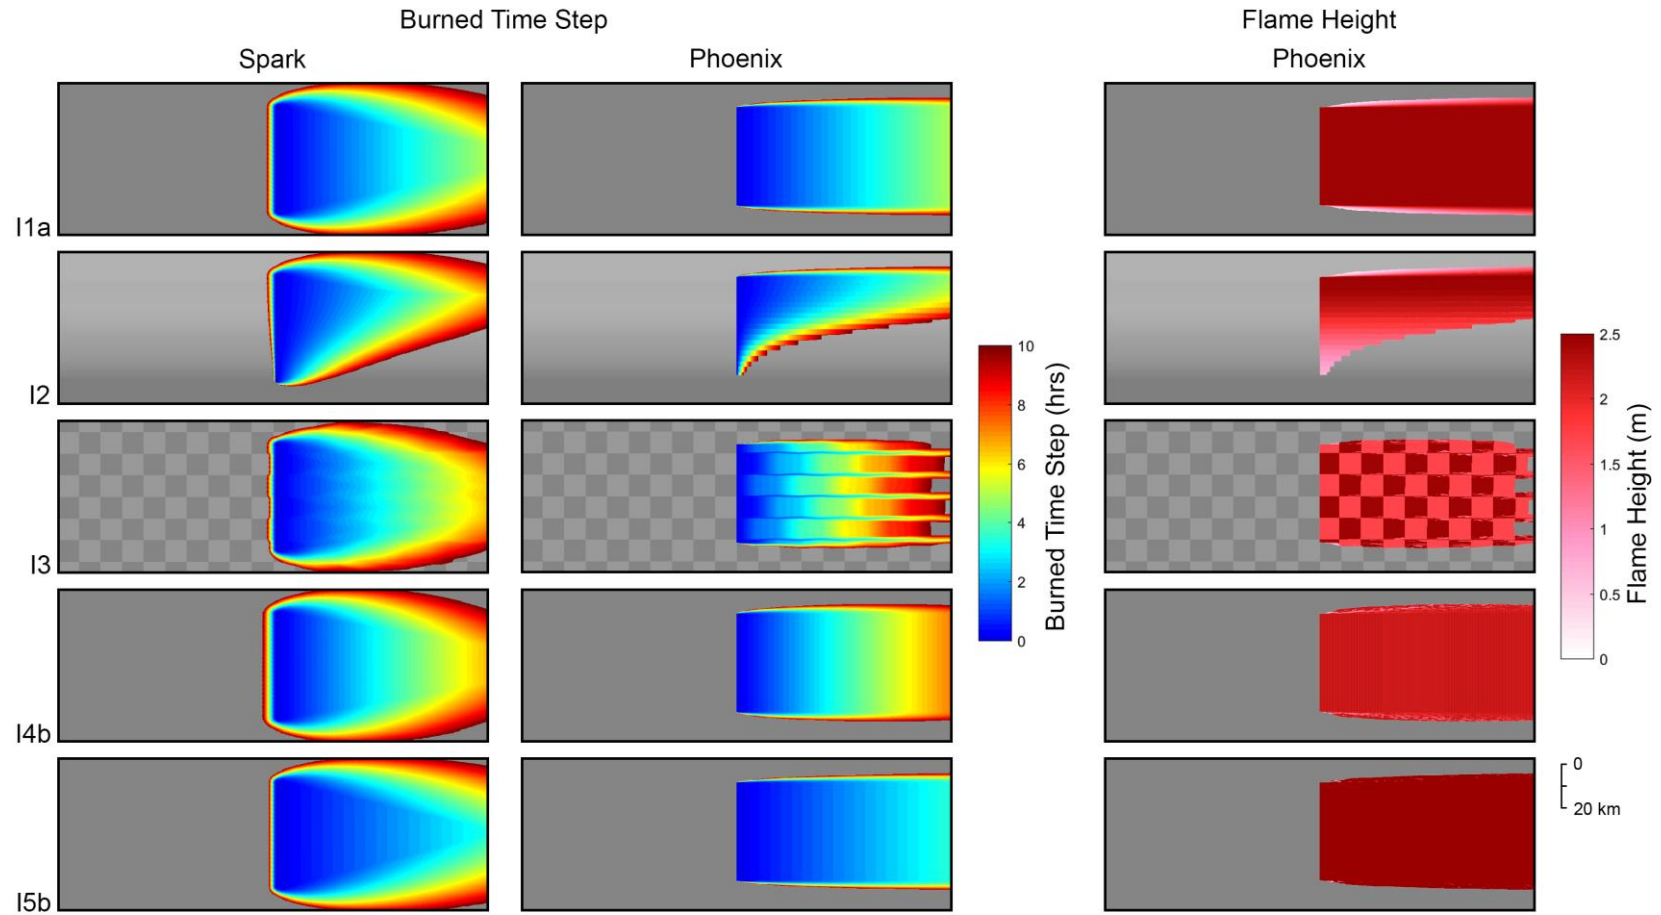 Burned Time Step
Flame Height
Spark
Phoenix
Phoenix
I1a
I2
I3
I4b
I5b
10
8
6
4
2
0
Burned Time Step (hrs)
2.5
2
1.5
1
0.5
0
Flame Height (m)
0
20 km